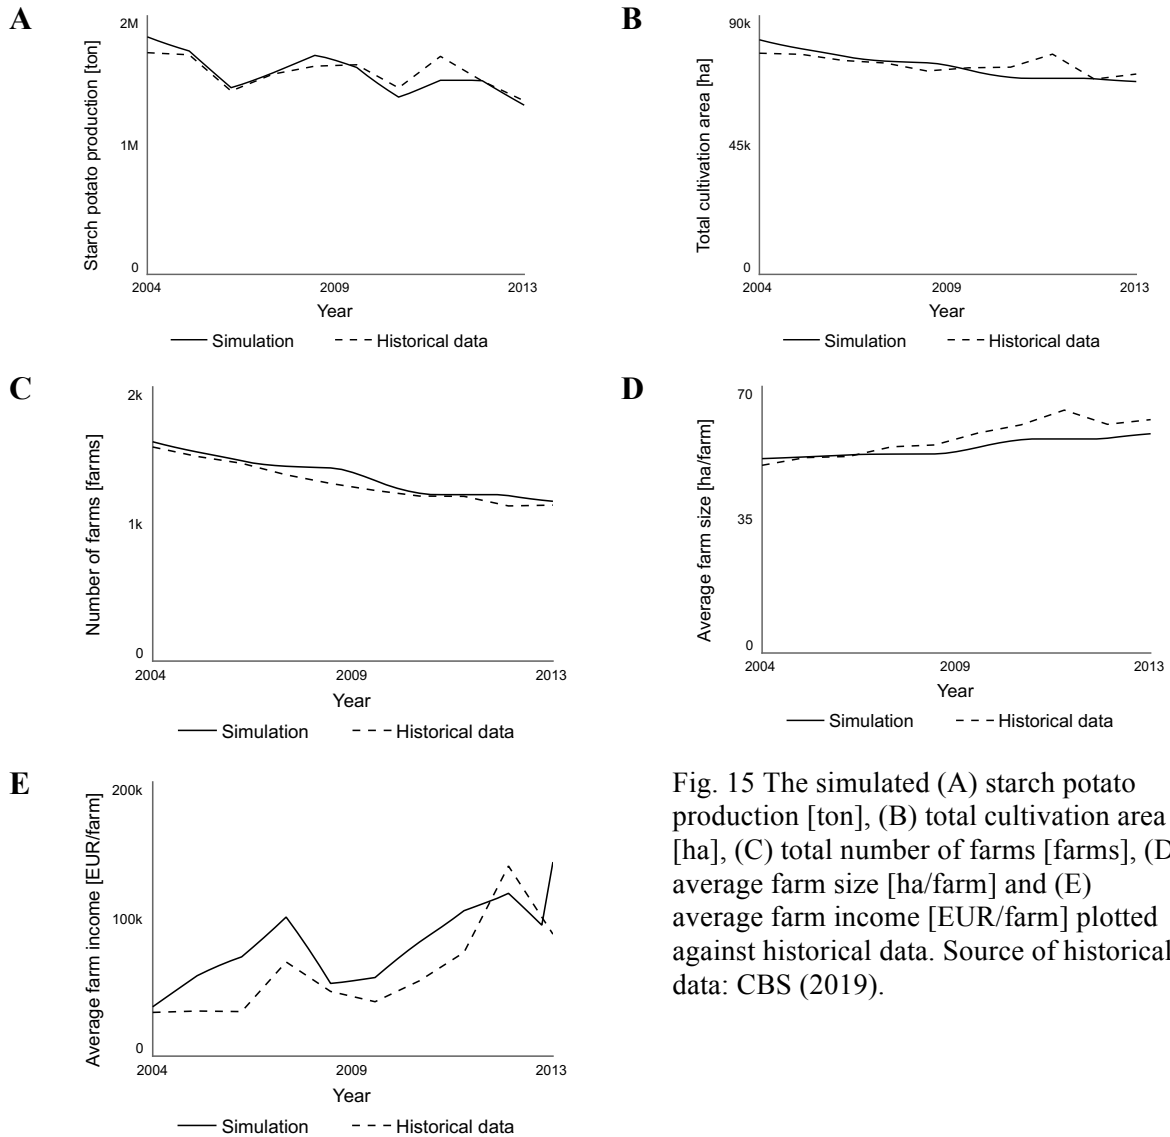 A
Starch potato production [ton]
2M
1M
0
2004
2009
2013
Year
Simulation
Historical data
B
Total cultivation area [ha]
90k
45k
0
2004
2009
2013
Year
Simulation
Historical data
C
Number of farms [farms]
2k
1k
0
2004
2009
2013
Year
Simulation
Historical data
D
Average farm size [ha/farm]
70
35
0
2004
2009
2013
Year
Simulation
Historical data
E
Average farm income [EUR/farm]
200k
100k
0
2004
2009
2013
Year
Simulation
Historical data
Fig. 15 The simulated (A) starch potato
production [ton], (B) total cultivation area
[ha], (C) total number of farms [farms], (D
average farm size [ha/farm] and (E)
average farm income [EUR/farm] plotted
against historical data. Source of historical
data: CBS (2019).